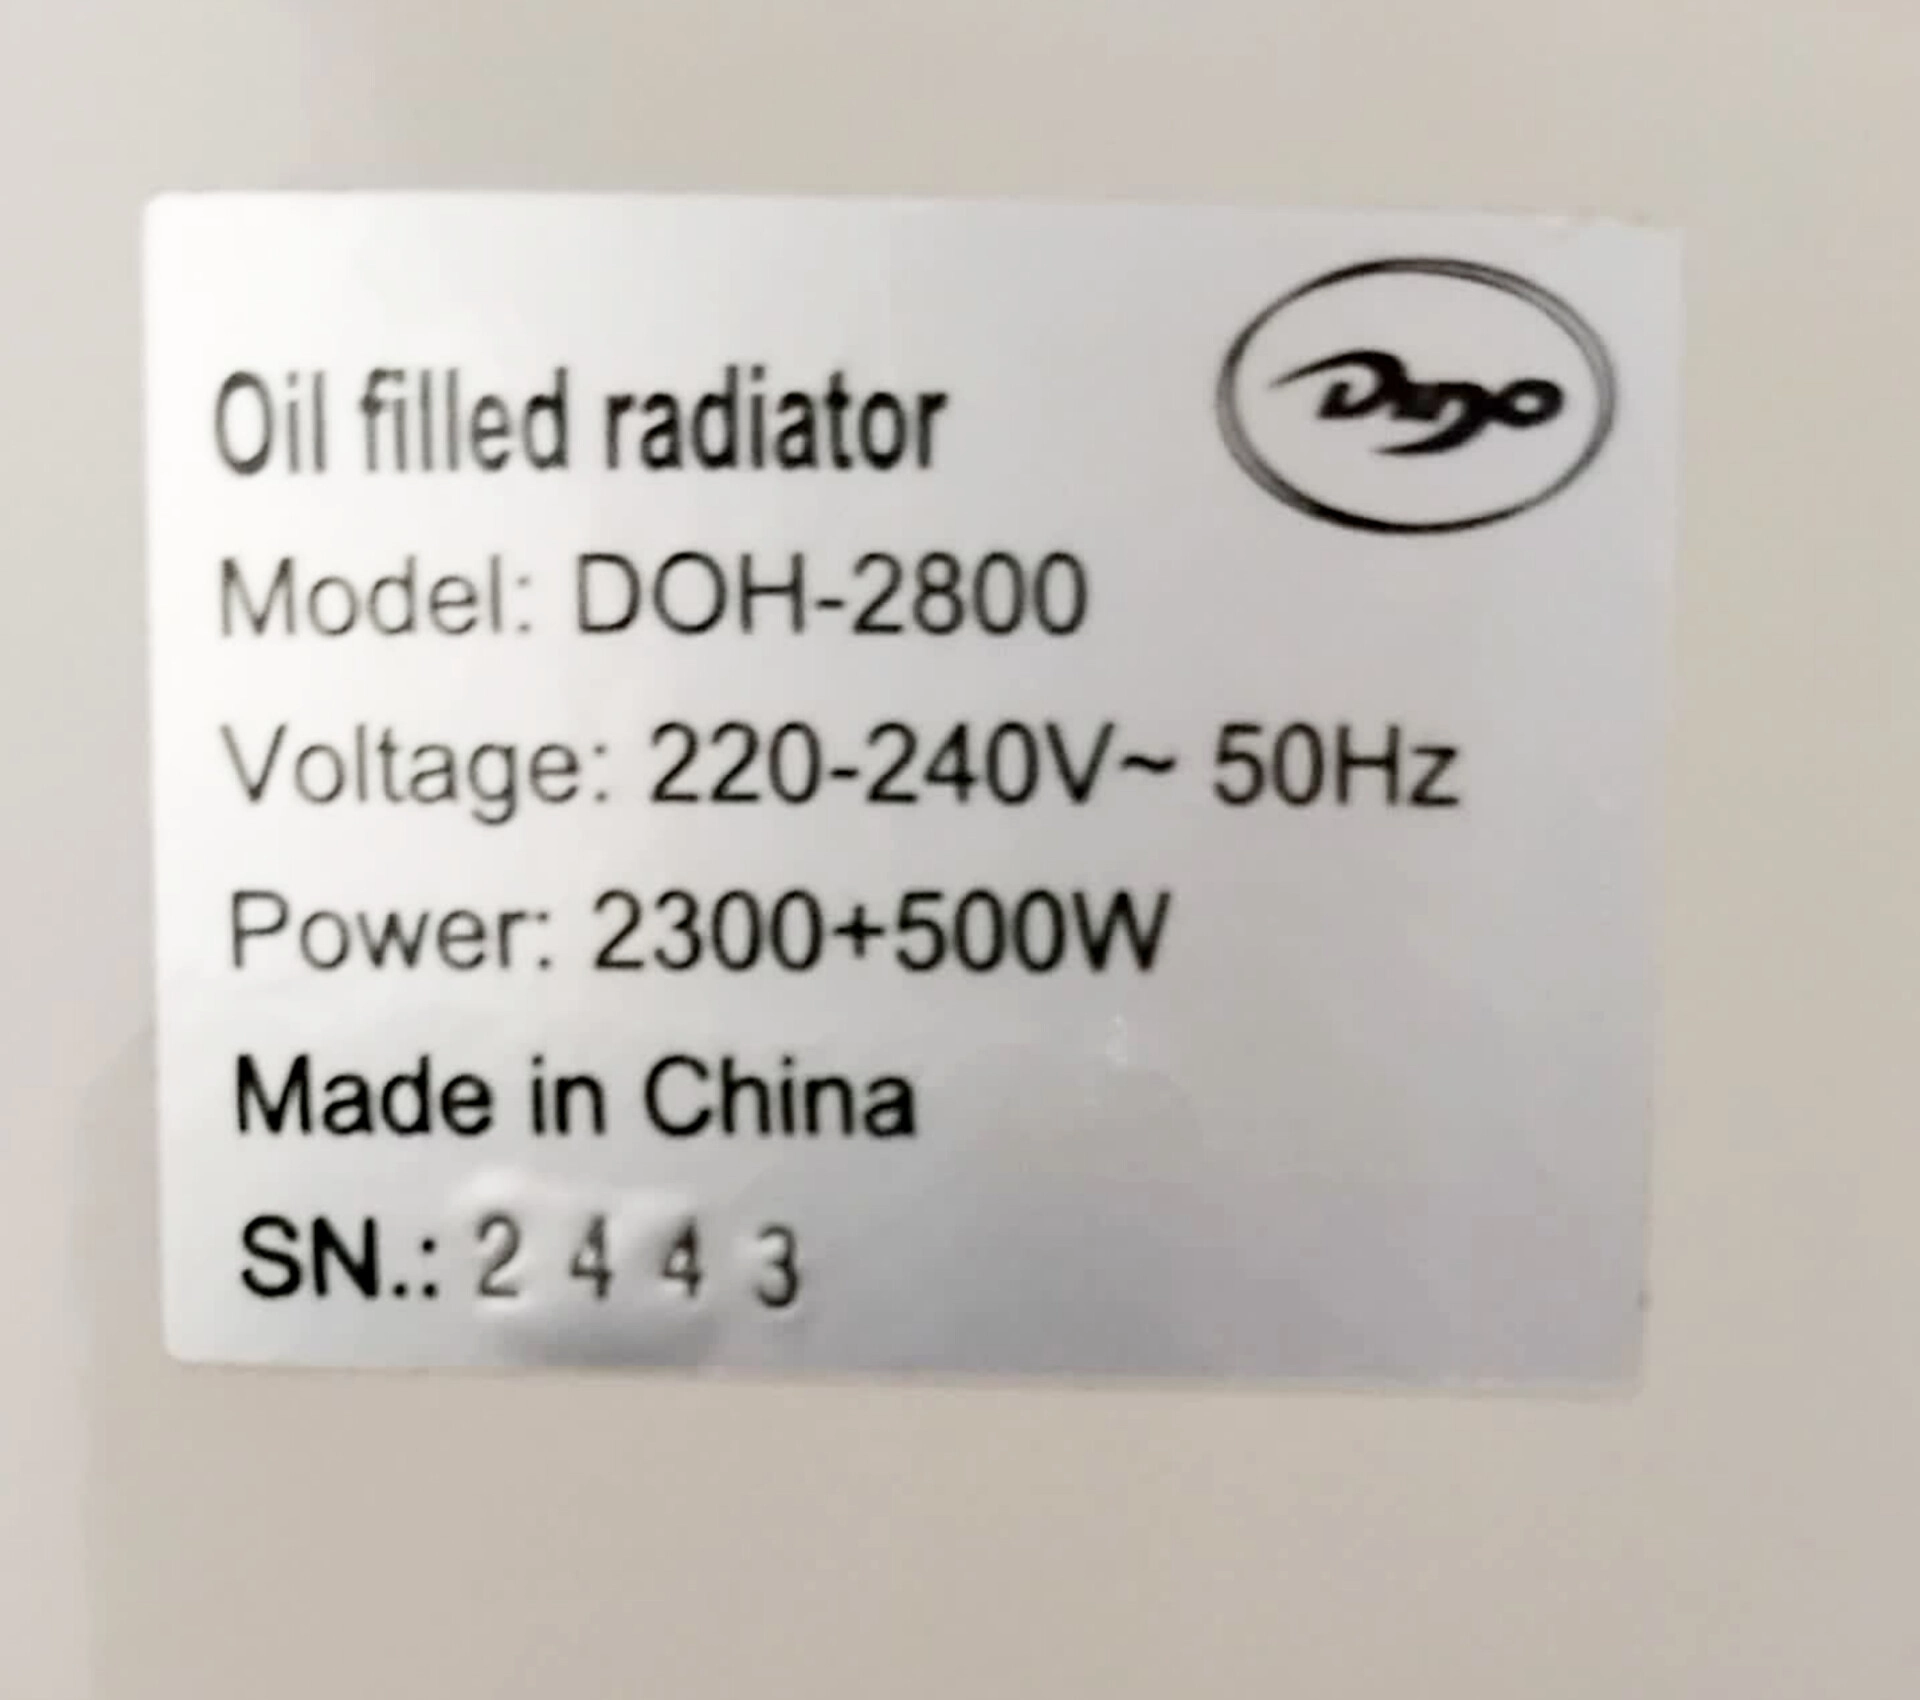 Oil filled radiator
Model: DOH-2800
Voltage: 220-240V~ 50Hz
Power: 2300+500W
Made in China
SN.: 2 4 4 3